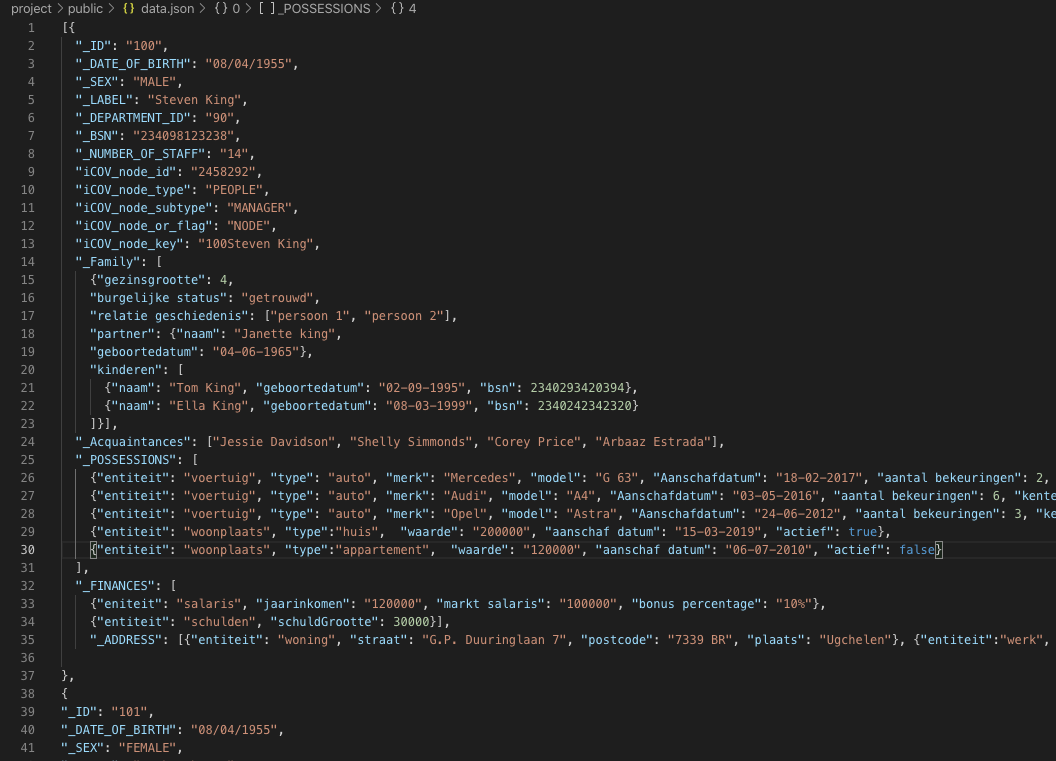 project > public > {} data.json > {} 0 > [ ] _POSSESSIONS > {} 4
1 [{
2 "_ID": "100",
3 "_DATE_OF_BIRTH": "08/04/1955",
4 "_SEX": "MALE",
5 "_LABEL": "Steven King",
6 "_DEPARTMENT_ID": "90",
7 "_BSN": "234098123238",
8 "_NUMBER_OF_STAFF": "14",
9 "iCOV_node_id": "2458292",
10 "iCOV_node_type": "PEOPLE",
11 "iCOV_node_subtype": "MANAGER",
12 "iCOV_node_or_flag": "NODE",
13 "iCOV_node_key": "100Steven King",
14 "_Family": [
15 {"gezinsgrootte": 4,
16 "burgelijke status": "getrouwd",
17 "relatie geschiedenis": ["persoon 1", "persoon 2"],
18 "partner": {"naam": "Janette king",
19 "geboortedatum": "04-06-1965"},
20 "kinderen": [
21 {"naam": "Tom King", "geboortedatum": "02-09-1995", "bsn": 2340293420394},
22 {"naam": "Ella King", "geboortedatum": "08-03-1999", "bsn": 2340242342320}
23 ]}],
24 "_Acquaintances": ["Jessie Davidson", "Shelly Simmonds", "Corey Price", "Arbaaz Estrada"],
25 "_POSSESSIONS": [
26 {"entiteit": "voertuig", "type": "auto", "merk": "Mercedes", "model": "G 63", "Aanschafdatum": "18-02-2017", "aantal bekeuringen": 2,
27 {"entiteit": "voertuig", "type": "auto", "merk": "Audi", "model": "A4", "Aanschafdatum": "03-05-2016", "aantal bekeuringen": 6, "kente
28 {"entiteit": "voertuig", "type": "auto", "merk": "Opel", "model": "Astra", "Aanschafdatum": "24-06-2012", "aantal bekeuringen": 3, "ke
29 {"entiteit": "woonplaats", "type":"huis", "waarde": "200000", "aanschaf datum": "15-03-2019", "actief": true},
30 {"entiteit": "woonplaats", "type":"appartement", "waarde": "120000", "aanschaf datum": "06-07-2010", "actief": false}
31 ],
32 "_FINANCES": [
33 {"eniteit": "salaris", "jaarinkomen": "120000", "markt salaris": "100000", "bonus percentage": "10%"},
34 {"entiteit": "schulden", "schuldGrootte": 30000}],
35 "_ADDRESS": [{"entiteit": "woning", "straat": "G.P. Duuringlaan 7", "postcode": "7339 BR", "plaats": "Ugchelen"}, {"entiteit":"werk",
36
37 },
38 {
39 "_ID": "101",
40 "_DATE_OF_BIRTH": "08/04/1955",
41 "_SEX": "FEMALE",